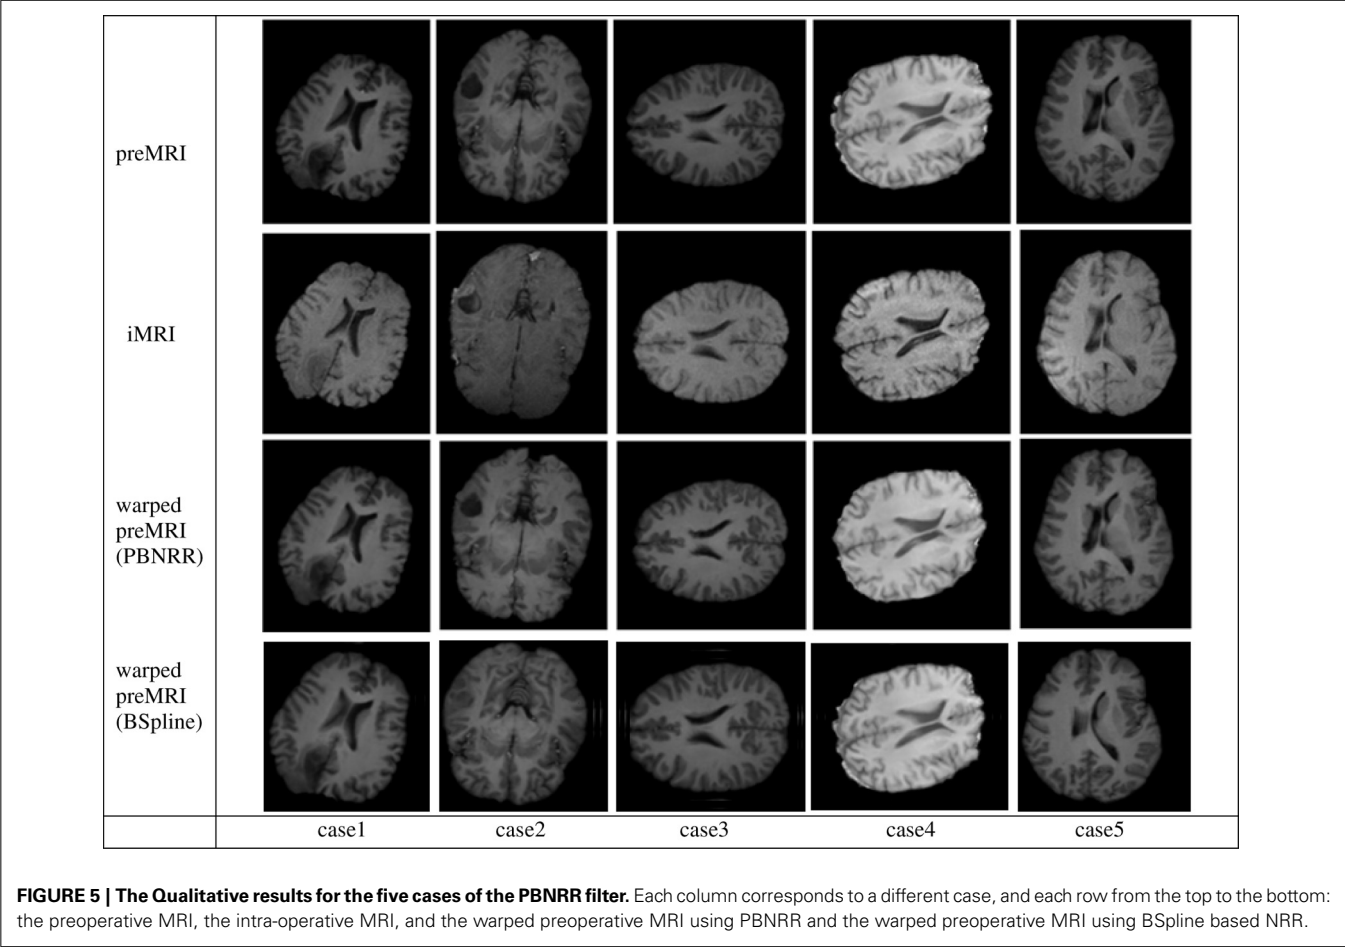 preMRI
iMRI
warped
preMRI
(PBNRR)
warped
preMRI
(BSpline)
case1 case2 case3 case4 case5
FIGURE 5 | The Qualitative results for the five cases of the PBNRR filter. Each column corresponds to a different case, and each row from the top to the bottom:
the preoperative MRI, the intra-operative MRI, and the warped preoperative MRI using PBNRR and the warped preoperative MRI using BSpline based NRR.